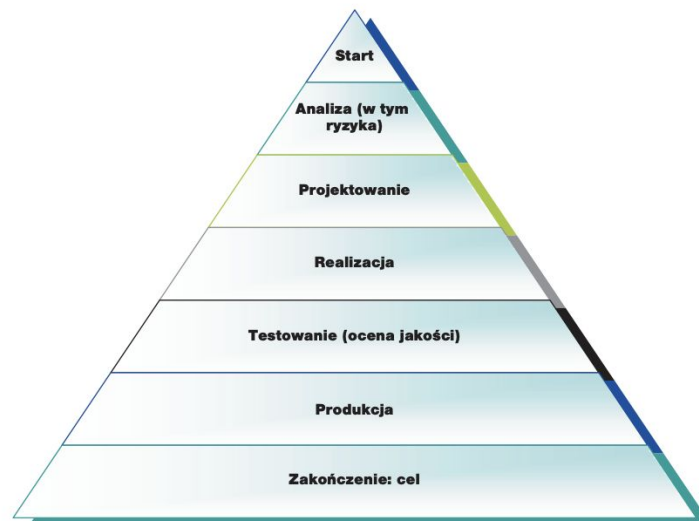 Start
Analiza (w tym
ryzyka)
Projektowanie
Realizacja
Testowanie (ocena jakości)
Produkcja
Zakończenie: cel